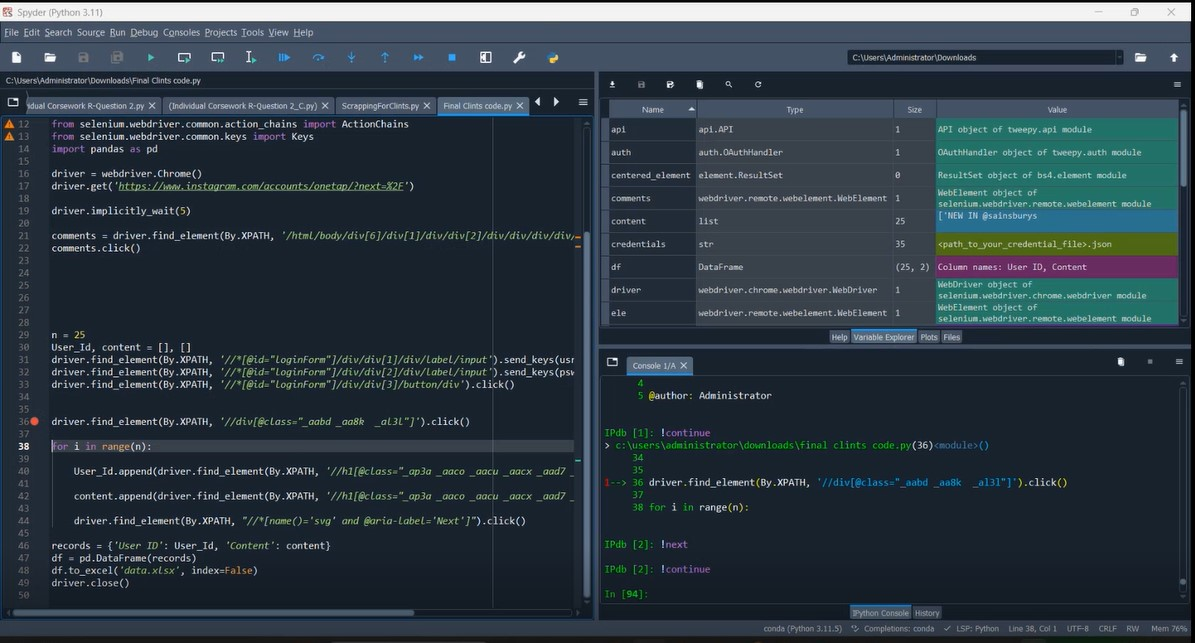 Spyder (Python 3.11)
File Edit Search Source Run Debug Consoles Projects Tools View Help
C:\Users\Administrator\Downloads
C:\Users\Administrator\Downloads\Final Clints code.py
idual Corsework R-Question 2.py
(Individual Corsework R-Question 2_C.py)
ScrappingForClints.py
Final Clints code.py
12 from selenium.webdriver.common.action_chains import ActionChains
13 from selenium.webdriver.common.keys import Keys
14 import pandas as pd
15
16 driver = webdriver.Chrome()
17 driver.get('https://www.instagram.com/accounts/onetap/?next=%2F')
18
19 driver.implicitly_wait(5)
20
21 comments = driver.find_element(By.XPATH, '/html/body/div[6]/div[1]/div/div[2]/div/div/div/div/
22 comments.click()
23
24
25
26
27
28
29 n = 25
30 User_Id, content = [], []
31 driver.find_element(By.XPATH, '//*[@id="loginForm"]/div/div[1]/div/label/input').send_keys(usr
32 driver.find_element(By.XPATH, '//*[@id="loginForm"]/div/div[2]/div/label/input').send_keys(psw
33 driver.find_element(By.XPATH, '//*[@id="loginForm"]/div/div[3]/button/div').click()
34
35
36 driver.find_element(By.XPATH, '//div[@class="_aabd _aa8k  _al3l"]').click()
37
38 for i in range(n):
39
40 User_Id.append(driver.find_element(By.XPATH, '//h1[@class="_ap3a _aaco _aacu _aacx _aad7 _
41
42 content.append(driver.find_element(By.XPATH, '//h1[@class="_ap3a _aaco _aacu _aacx _aad7 _
43
44 driver.find_element(By.XPATH, "//*[name()='svg' and @aria-label='Next']").click()
45
46 records = {'User ID': User_Id, 'Content': content}
47 df = pd.DataFrame(records)
48 df.to_excel('data.xlsx', index=False)
49 driver.close()
50
Name Type Size Value
api api.API 1 API object of tweepy.api module
auth auth.OAuthHandler 1 OAuthHandler object of tweepy.auth module
centered_element element.ResultSet 0 ResultSet object of bs4.element module
comments webdriver.remote.webelement.WebElement 1 WebElement object of
selenium.webdriver.remote.webelement module
content list 25 ['NEW IN @sainsburys
credentials str 35 <path_to_your_credential_file>.json
df DataFrame (25, 2) Column names: User ID, Content
driver webdriver.chrome.webdriver.WebDriver 1 WebDriver object of
selenium.webdriver.chrome.webdriver module
ele webdriver.remote.webelement.WebElement 1 WebElement object of
selenium.webdriver.remote.webelement module
Help Variable Explorer Plots Files
Console 1/A
4
5 @author: Administrator
IPdb [1]: !continue
> c:\users\administrator\downloads\final clints code.py(36)<module>()
34
35
1--> 36 driver.find_element(By.XPATH, '//div[@class="_aabd _aa8k  _al3l"]').click()
37
38 for i in range(n):
IPdb [2]: !next
IPdb [2]: !continue
In [94]:
IPython Console History
conda (Python 3.11.5) Completions: conda LSP: Python Line 38, Col 1 UTF-8 CRLF RW Mem 76%